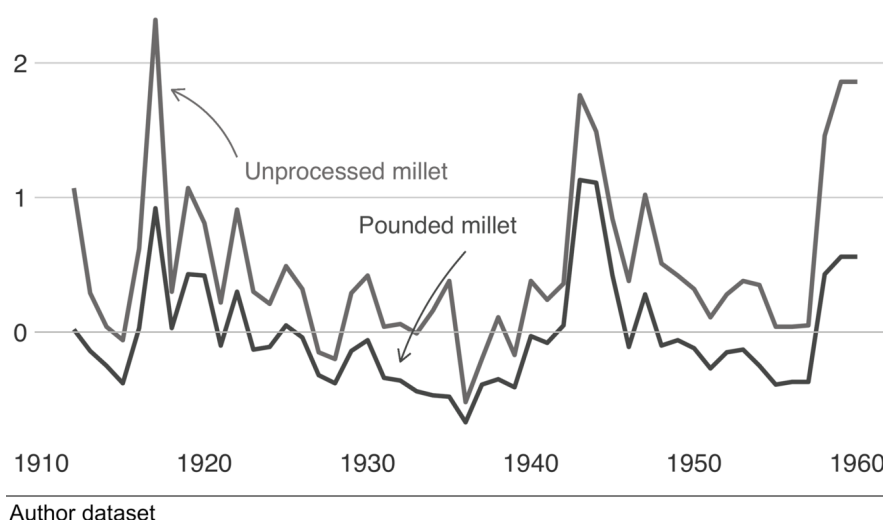 2
Unprocessed millet
1
Pounded millet
0
1910 1920 1930 1940 1950 1960
Author dataset